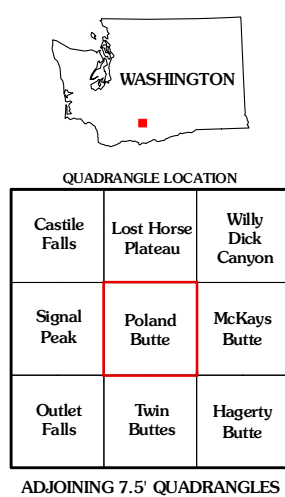 WASHINGTON
QUADRANGLE LOCATION
Castile
Falls
Lost Horse
Plateau
Willy
Dick
Canyon
Signal
Peak
Poland
Butte
McKays
Butte
Outlet
Falls
Twin
Buttes
Hagerty
Butte
ADJOINING 7.5' QUADRANGLES